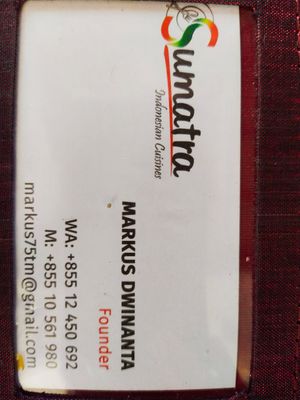 Sumatra
Indonesian Cuisines
MARKUS DWINANTA
Founder
WA: +855 12 450 692
M: +855 10 561 980
markus75tm@gmail.com